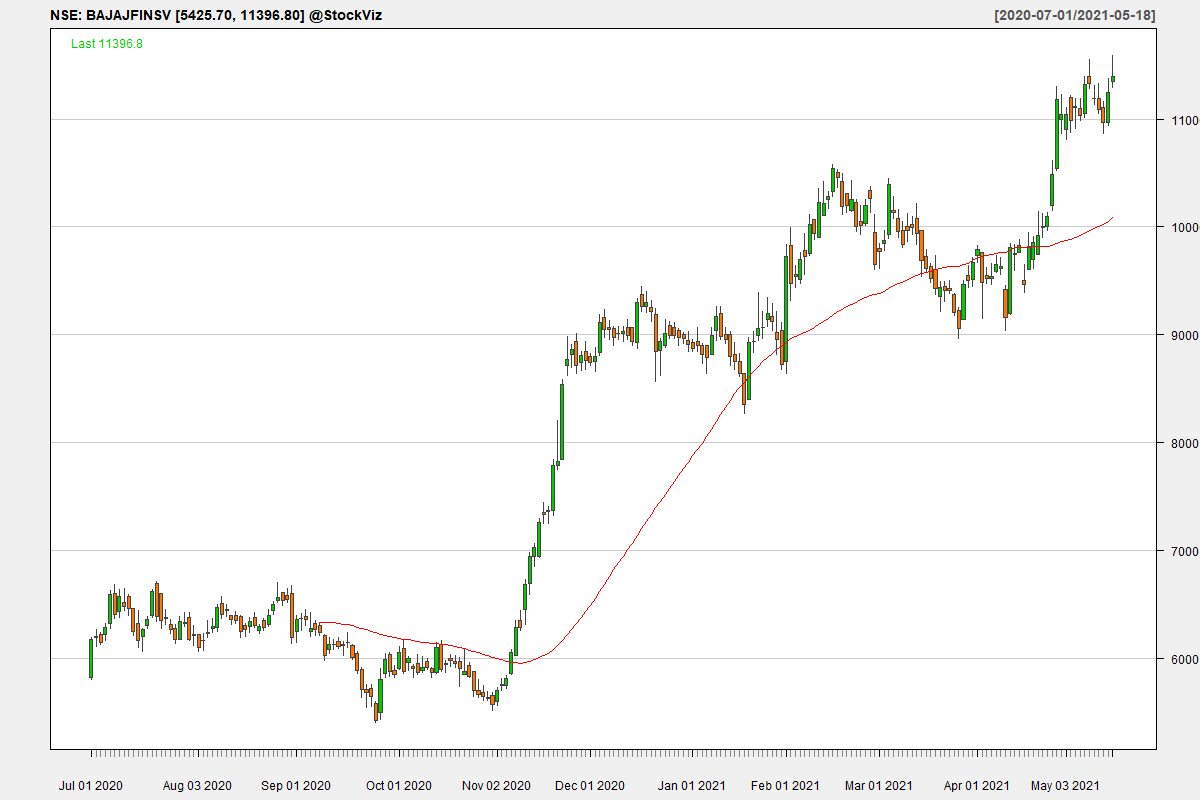 NSE: BAJAJFINSV [5425.70, 11396.80] @StockViz
[2020-07-01/2021-05-18]
Last 11396.8
11000
10000
9000
8000
7000
6000
Jul 01 2020
Aug 03 2020
Sep 01 2020
Oct 01 2020
Nov 02 2020
Dec 01 2020
Jan 01 2021
Feb 01 2021
Mar 01 2021
Apr 01 2021
May 03 2021